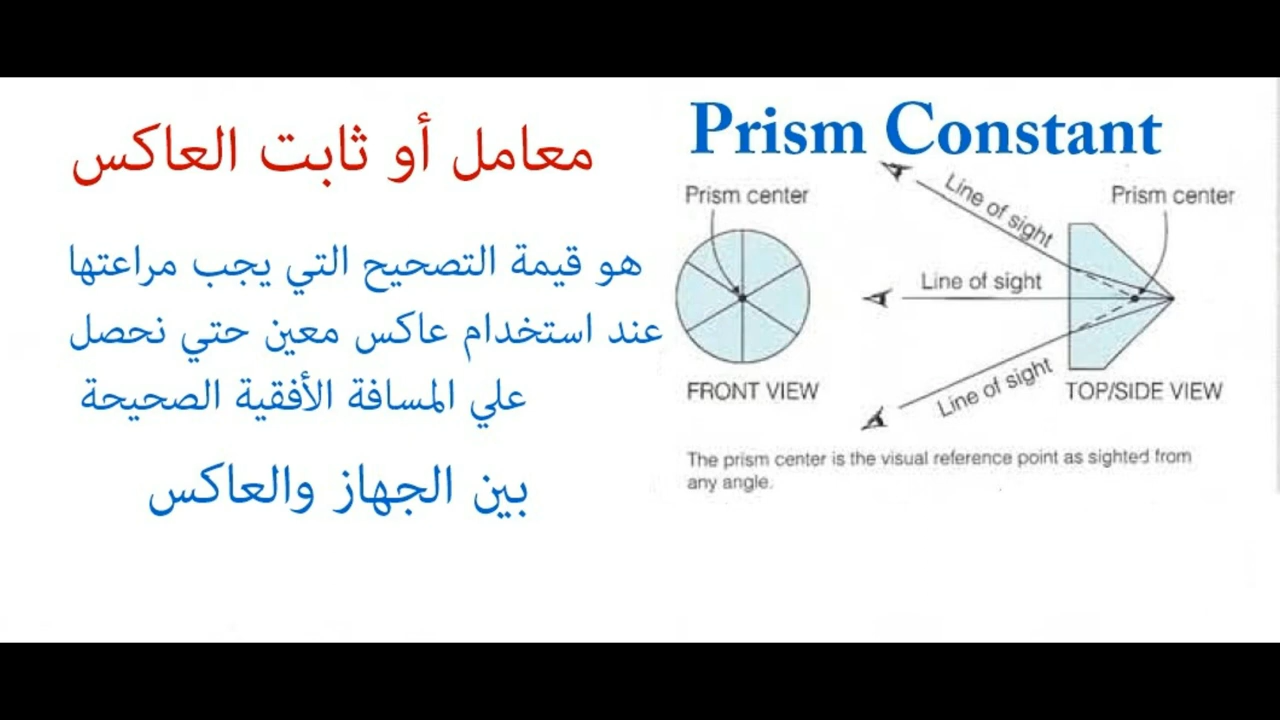 معامل أو ثابت العاكس
هو قيمة التصحيح التي يجب مراعتها
عند استخدام عاكس معين حتي نحصل
علي المسافة الأفقية الصحيحة
بين الجهاز والعاكس
Prism Constant
Prism center
Line of sight
Prism center
Line of sight
Line of sight
FRONT VIEW
TOP/SIDE VIEW
The prism center is the visual reference point as sighted from
any angle.